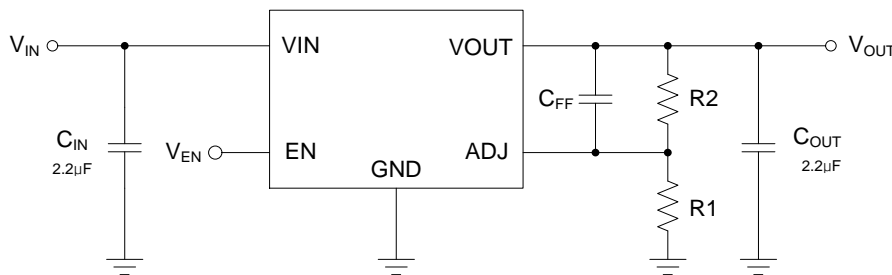 VIN
VIN
VOUT
VOUT
CFF
R2
CIN
2.2µF
VEN
EN
ADJ
COUT
2.2µF
GND
R1